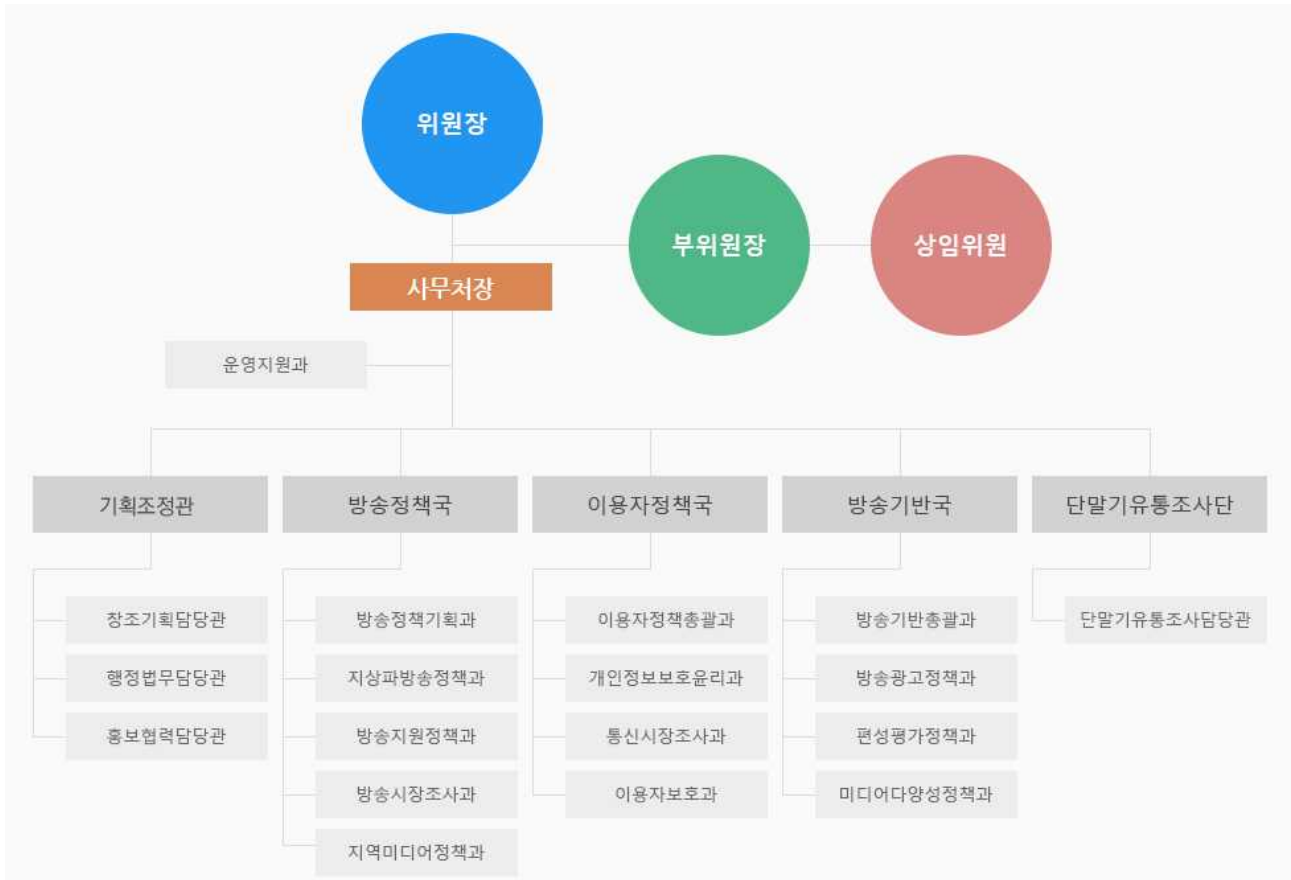 위원장
부위원장
상임위원
사무처장
운영지원과
기획조정관
방송정책국
이용자정책국
방송기반국
단말기유통조사단
창조기획담당관
행정법무담당관
홍보협력담당관
방송정책기획과
지상파방송정책과
방송지원정책과
방송시장조사과
지역미디어정책과
이용자정책총괄과
개인정보보호윤리과
통신시장조사과
이용자보호과
방송기반총괄과
방송광고정책과
편성평가정책과
미디어다양성정책과
단말기유통조사담당관